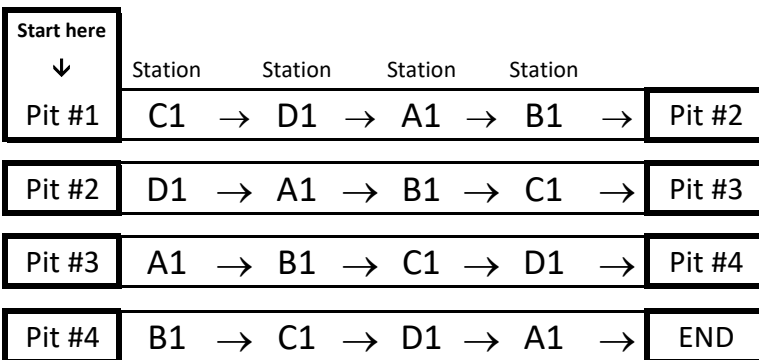 Start here
↓ Station Station Station Station
Pit #1 C1 → D1 → A1 → B1 → Pit #2
Pit #2 D1 → A1 → B1 → C1 → Pit #3
Pit #3 A1 → B1 → C1 → D1 → Pit #4
Pit #4 B1 → C1 → D1 → A1 → END